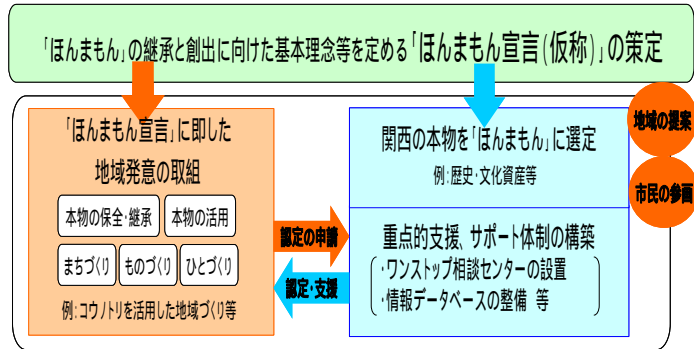 「ほんまもん」の継承と創出に向けた基本理念等を定める「ほんまもん宣言(仮称)」の策定
「ほんまもん宣言」に即した
地域発意の取組
本物の保全・継承
本物の活用
まちづくり
ものづくり
ひとづくり
例:コウノトリを活用した地域づくり等
認定の申請
認定・支援
関西の本物を「ほんまもん」に選定
例:歴史・文化資産等
重点的支援、サポート体制の構築
・ワンストップ相談センターの設置
・情報データベースの整備 等
地域の提案
市民の参画